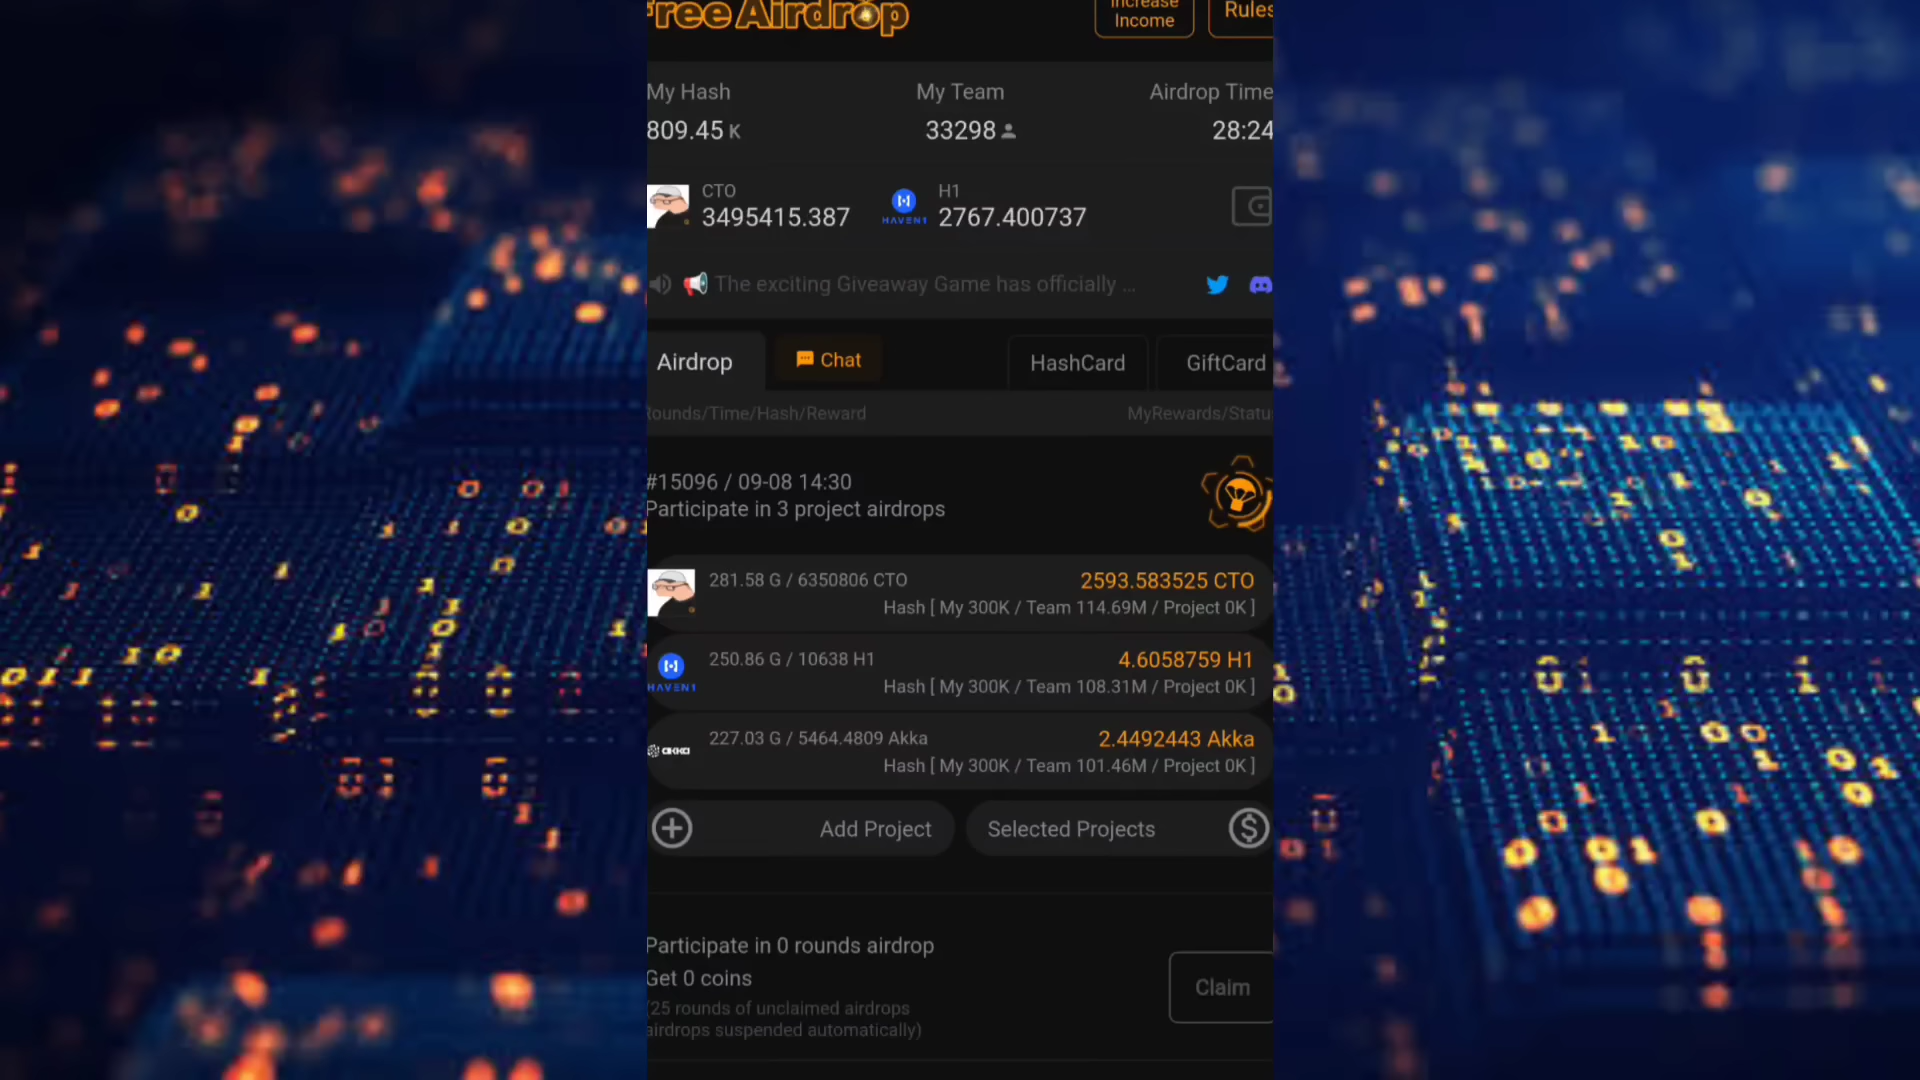 Free Airdrop
Increase
Income
Rules
My Hash
My Team
Airdrop Time
809.45 K
33298
28:24
CTO
3495415.387
HAVEN1
H1
2767.400737
The exciting Giveaway Game has officially ...
Airdrop
Chat
HashCard
GiftCard
Rounds/Time/Hash/Reward
MyRewards/Status
#15096 / 09-08 14:30
Participate in 3 project airdrops
281.58 G / 6350806 CTO
2593.583525 CTO
Hash [ My 300K / Team 114.69M / Project 0K ]
HAVEN1
250.86 G / 10638 H1
4.6058759 H1
Hash [ My 300K / Team 108.31M / Project 0K ]
akka
227.03 G / 5464.4809 Akka
2.4492443 Akka
Hash [ My 300K / Team 101.46M / Project 0K ]
Add Project
Selected Projects
Participate in 0 rounds airdrop
Get 0 coins
(25 rounds of unclaimed airdrops
airdrops suspended automatically)
Claim